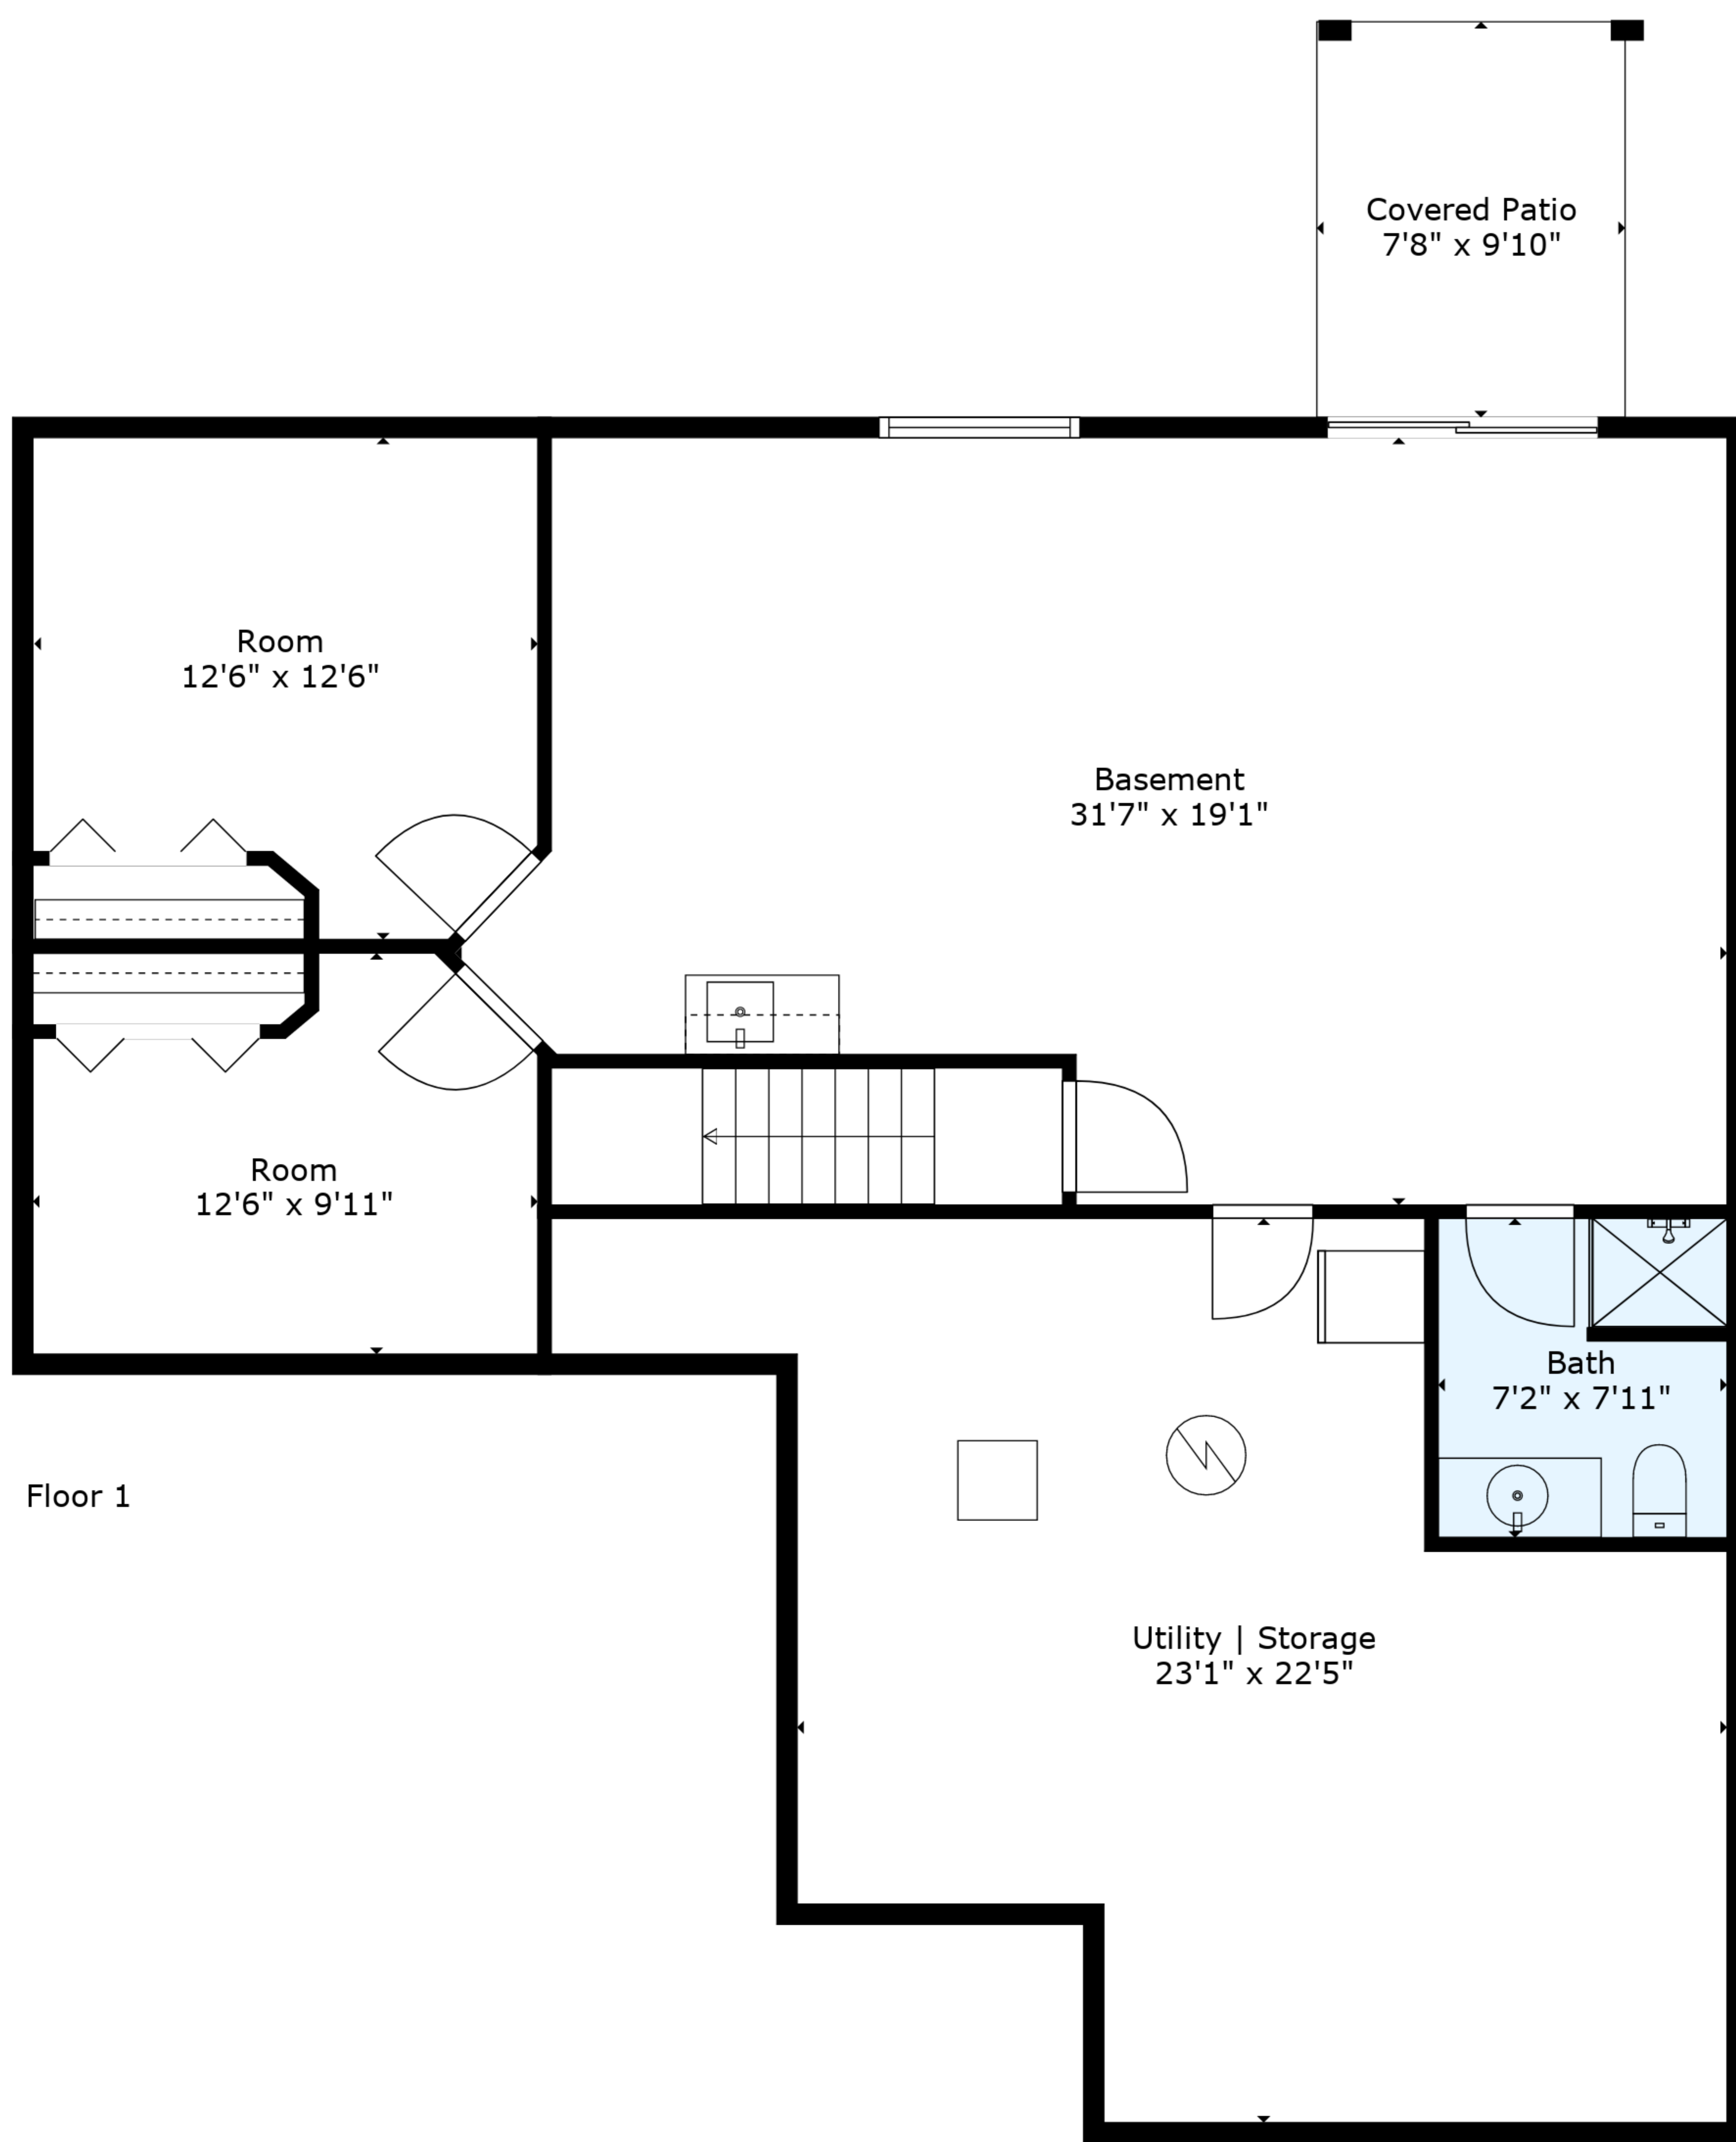 Covered Patio
7'8" x 9'10"
Room
12'6" x 12'6"
Basement
31'7" x 19'1"
Room
12'6" x 9'11"
Bath
7'2" x 7'11"
Floor 1
Utility | Storage
23'1" x 22'5"